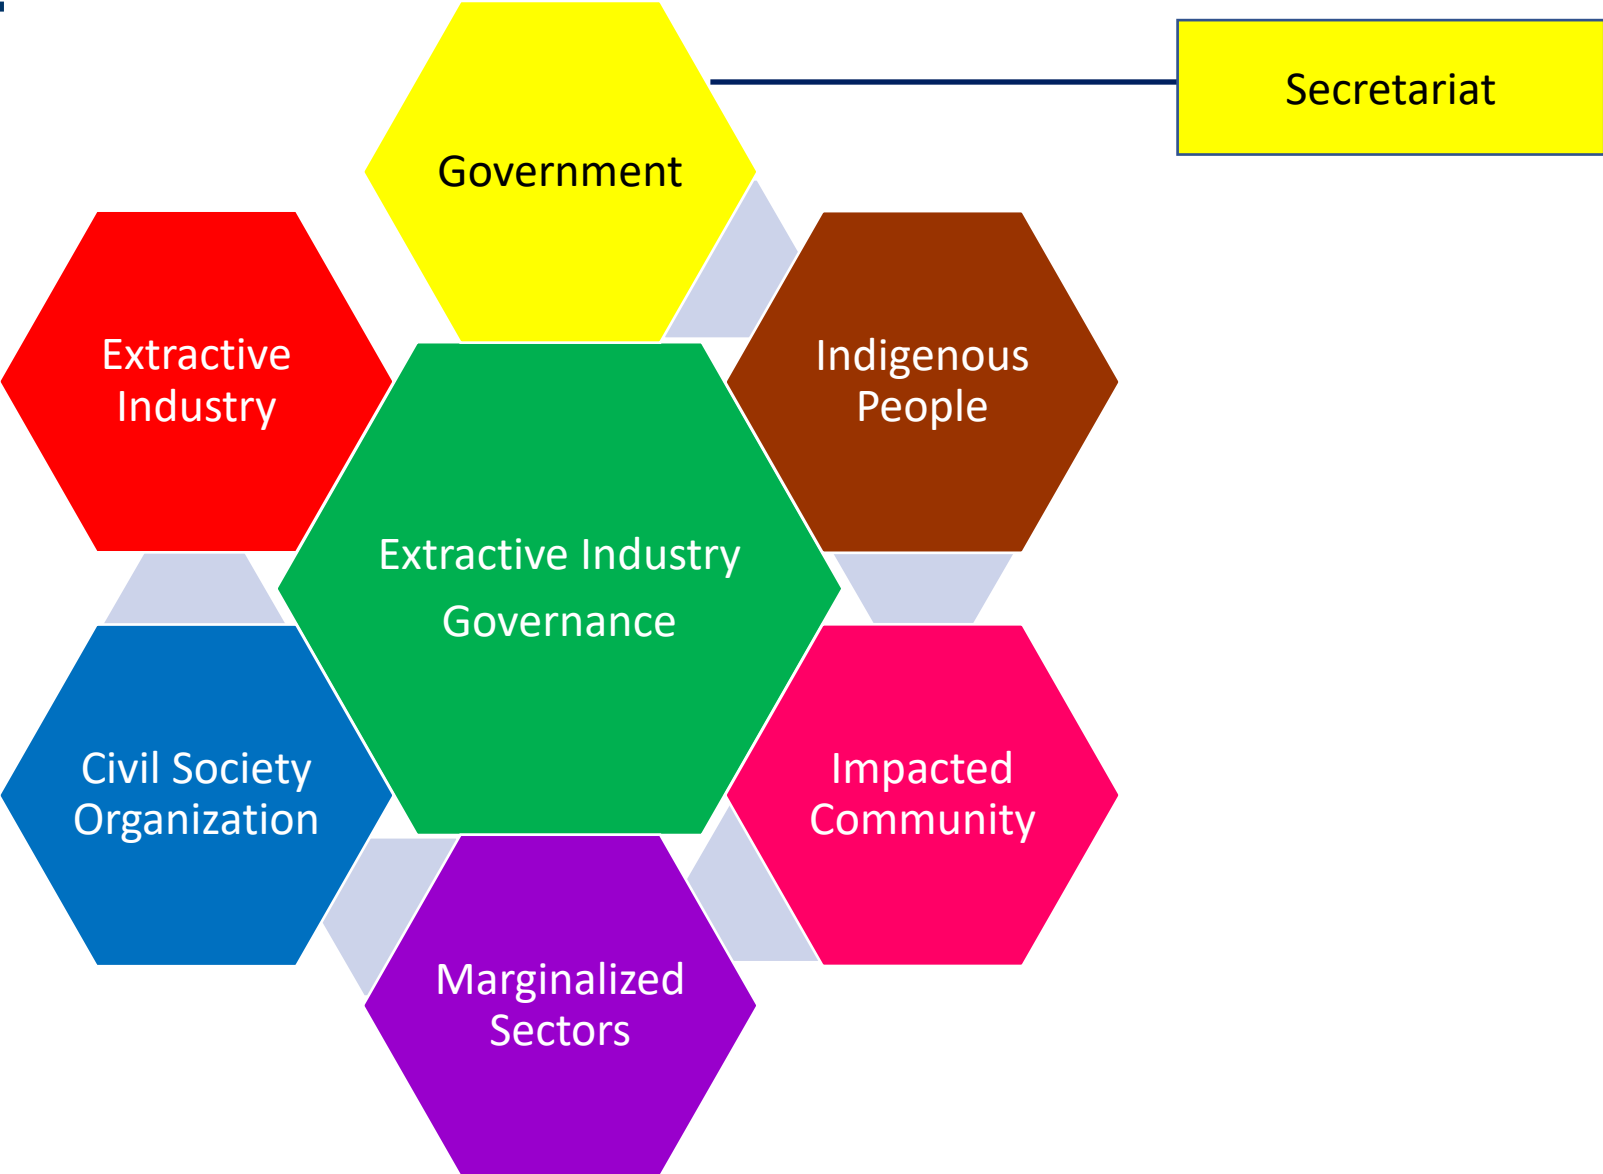 Secretariat
Government
Extractive
Industry
Indigenous
People
Extractive Industry
Governance
Civil Society
Organization
Impacted
Community
Marginalized
Sectors